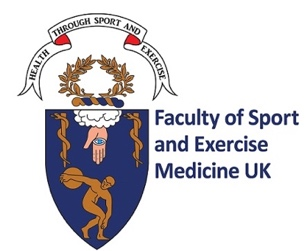 HEALTH THROUGH SPORT AND EXERCISE
Faculty of Sport
and Exercise
Medicine UK